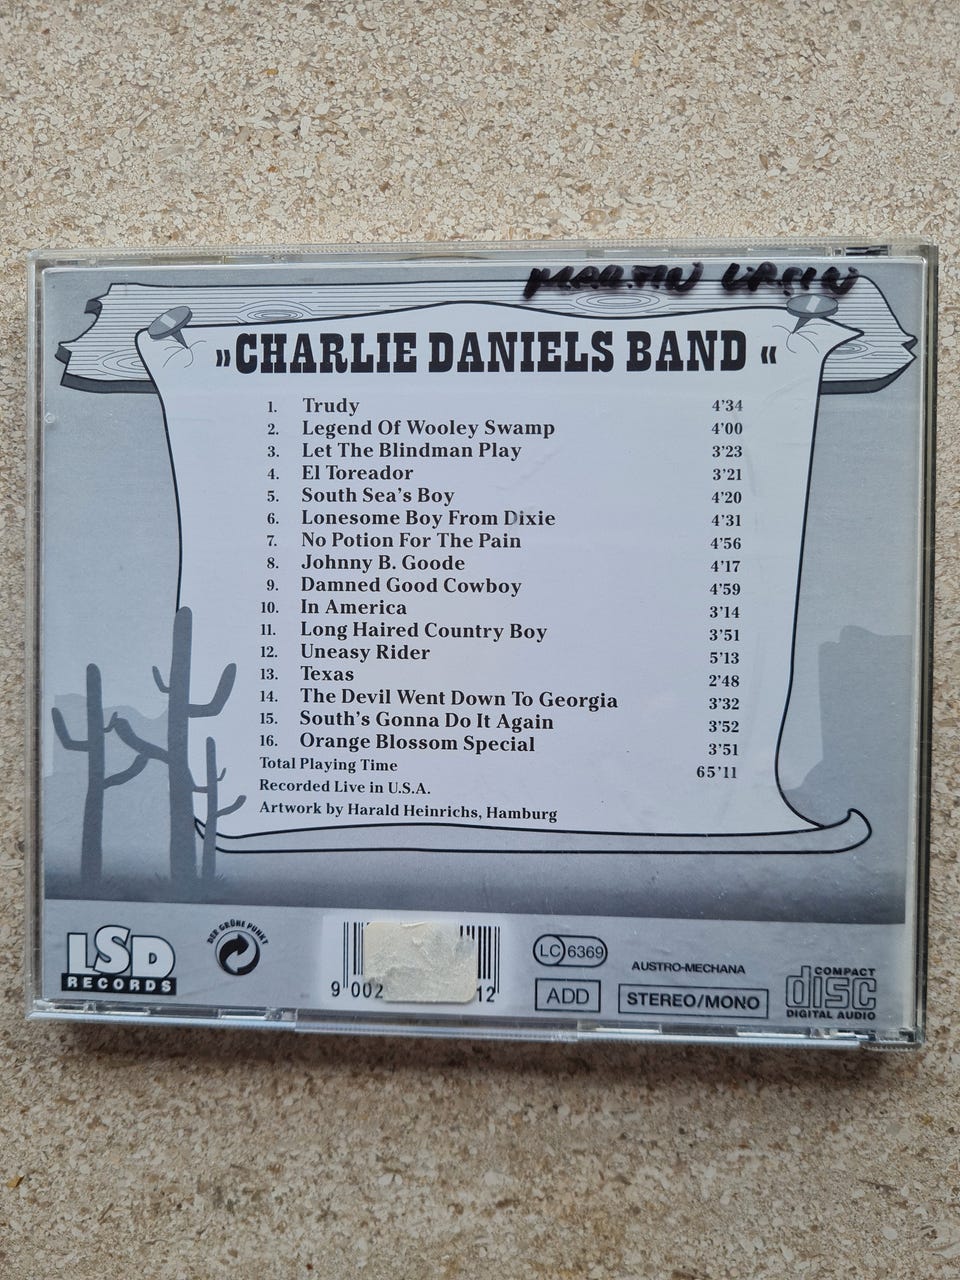 »CHARLIE DANIELS BAND«
1. Trudy 4'34
2. Legend Of Wooley Swamp 4'00
3. Let The Blindman Play 3'23
4. El Toreador 3'21
5. South Sea's Boy 4'20
6. Lonesome Boy From Dixie 4'31
7. No Potion For The Pain 4'56
8. Johnny B. Goode 4'17
9. Damned Good Cowboy 4'59
10. In America 3'14
11. Long Haired Country Boy 3'51
12. Uneasy Rider 5'13
13. Texas 2'48
14. The Devil Went Down To Georgia 3'32
15. South's Gonna Do It Again 3'52
16. Orange Blossom Special 3'51
Total Playing Time 65'11
Recorded Live in U.S.A.
Artwork by Harald Heinrichs, Hamburg
LSD
RECORDS
DER GRÜNE PUNKT
9 002 12
LC 6369
ADD
AUSTRO-MECHANA
STEREO/MONO
COMPACT
disc
DIGITAL AUDIO